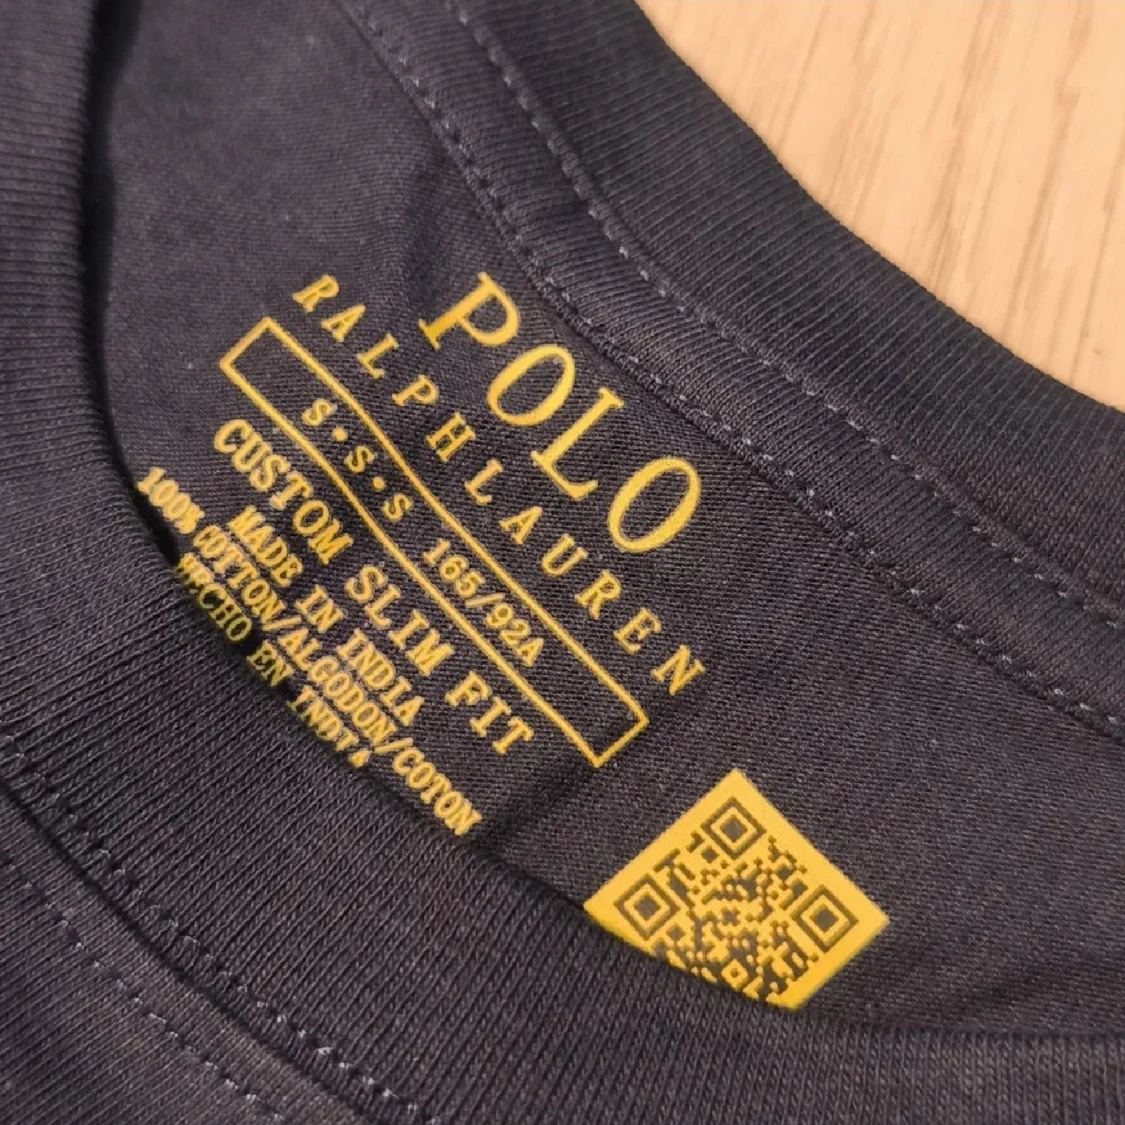 POLO
RALPH LAUREN
S•S•S 165/92A
CUSTOM SLIM FIT
MADE IN INDIA
100% COTTON/ALGODON/COTON
HECHO EN INDIA